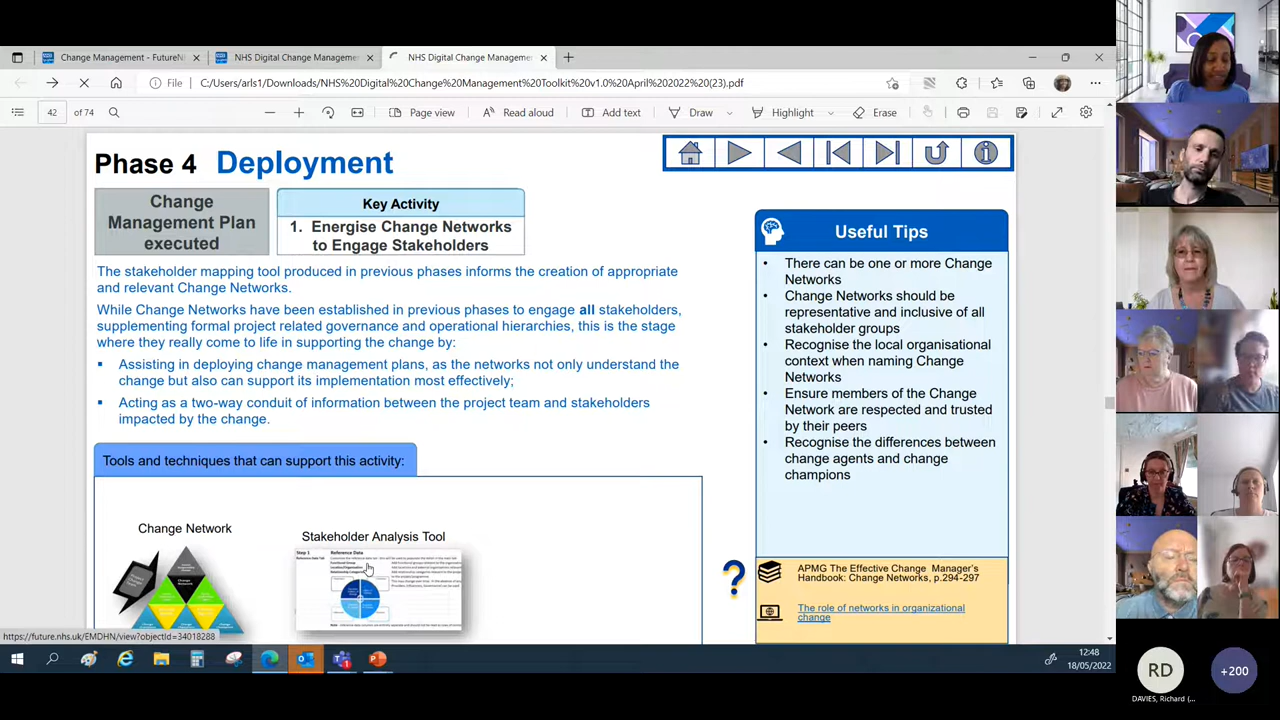 Change Management - FutureN
NHS Digital Change Managemen
NHS Digital Change Manageme
File
C:/Users/arls1/Downloads/NHS%20Digital%20Change%20Management%20Toolkit%20v1.0%20April%202022%20(23).pdf
42
of 74
Page view
Read aloud
Add text
Draw
Highlight
Erase
Phase 4 Deployment
Change
Management Plan
executed
Key Activity
1. Energise Change Networks
to Engage Stakeholders
The stakeholder mapping tool produced in previous phases informs the creation of appropriate
and relevant Change Networks.
While Change Networks have been established in previous phases to engage all stakeholders,
supplementing formal project related governance and operational hierarchies, this is the stage
where they really come to life in supporting the change by:
▪ Assisting in deploying change management plans, as the networks not only understand the
change but also can support its implementation most effectively;
▪ Acting as a two-way conduit of information between the project team and stakeholders
impacted by the change.
Tools and techniques that can support this activity:
Change Network
Stakeholder Analysis Tool
Step 1
Reference Data
Useful Tips
• There can be one or more Change
Networks
• Change Networks should be
representative and inclusive of all
stakeholder groups
• Recognise the local organisational
context when naming Change
Networks
• Ensure members of the Change
Network are respected and trusted
by their peers
• Recognise the differences between
change agents and change
champions
?
APMG The Effective Change Manager's
Handbook: Change Networks, p.294-297
The role of networks in organizational
change
https://future.nhs.uk/EMDHN/view?objectId=34018288
12:48
18/05/2022
RD
+200
DAVIES, Richard (...